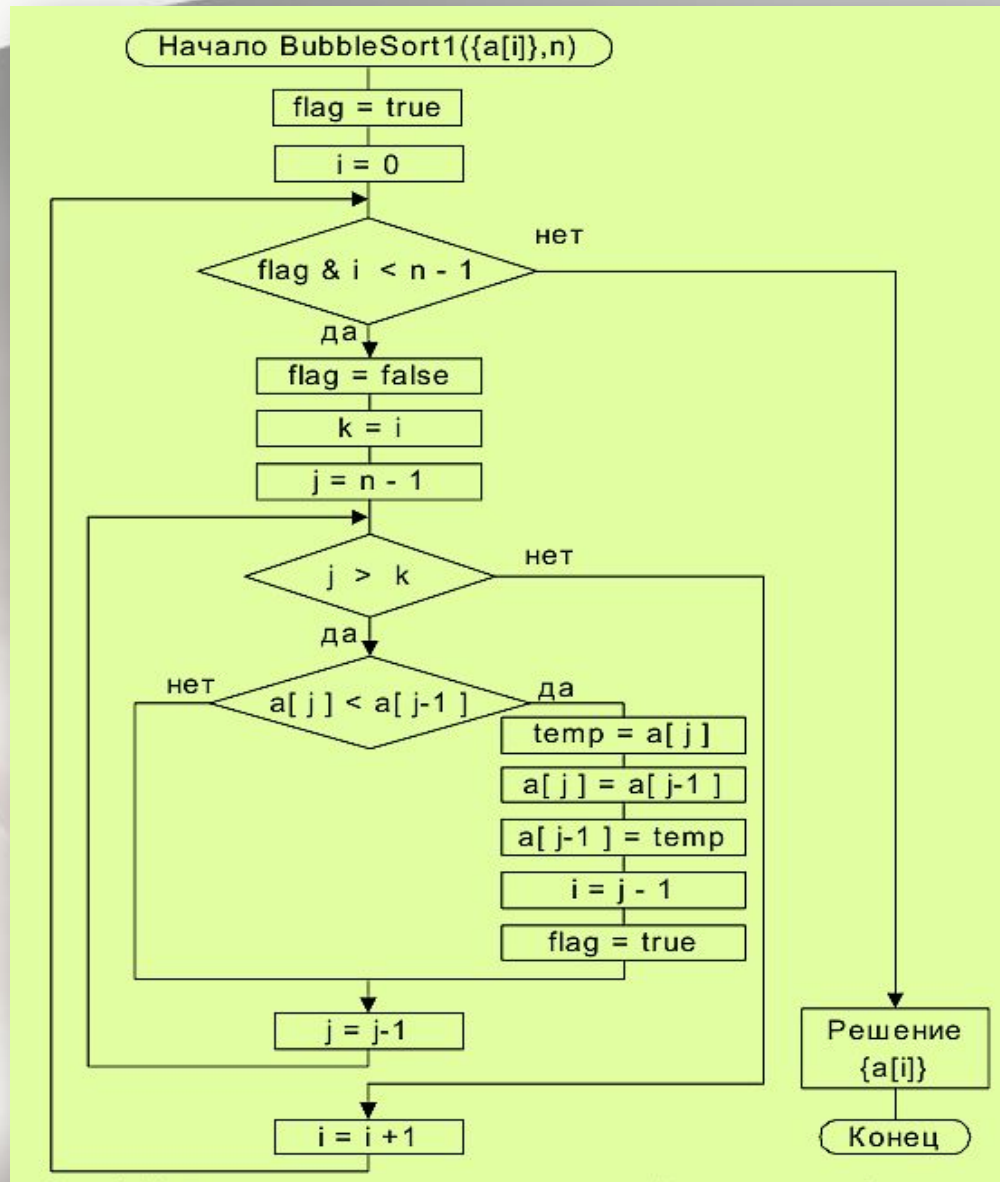 Начало BubbleSort1({a[i]},n)
flag = true
i = 0
flag & i < n - 1
нет
да
flag = false
k = i
j = n - 1
j > k
нет
да
a[ j ] < a[ j-1 ]
нет
да
temp = a[ j ]
a[ j ] = a[ j-1 ]
a[ j-1 ] = temp
i = j - 1
flag = true
j = j-1
i = i +1
Решение
{a[i]}
Конец